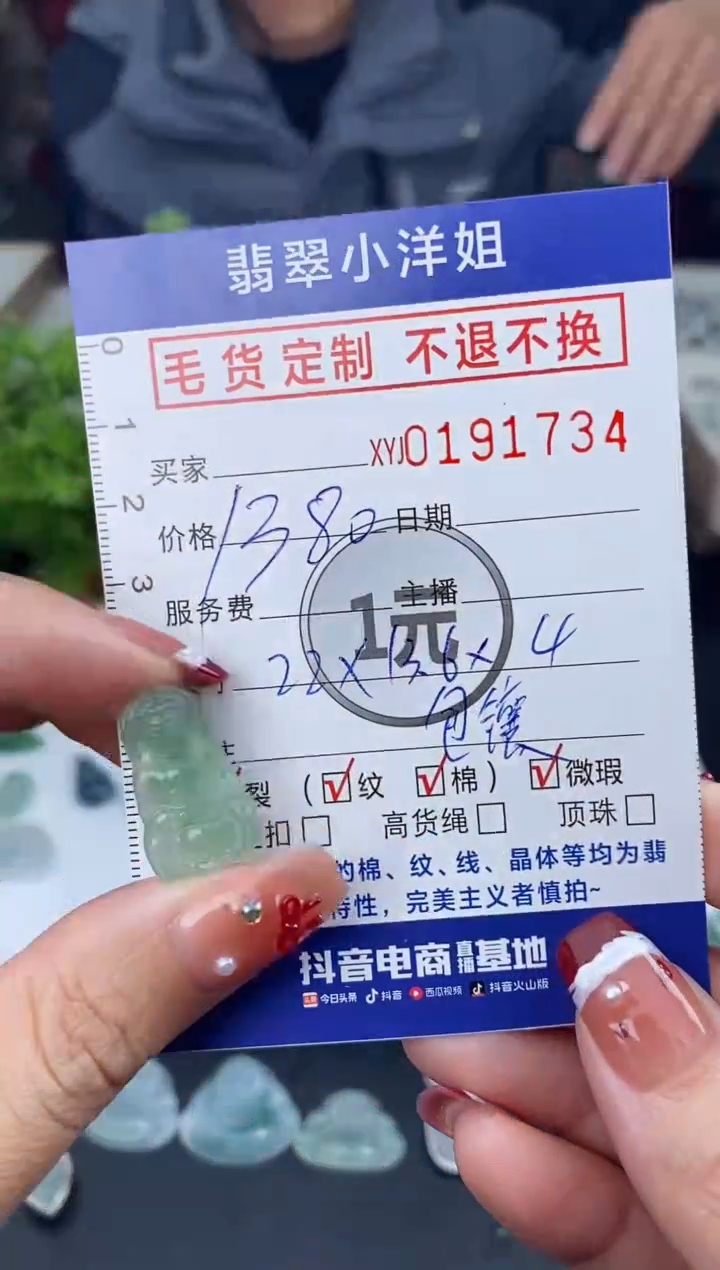 翡翠小洋姐
毛货定制 不退不换
0
1
2
3
买家 XYJ0191734
价格 1380 日期
服务费 主播
1元
22×13.6×4
包镶
裂 (☑纹 ☑棉) ☑微瑕
扣□ 高货绳□ 顶珠□
的棉、纹、线、晶体等均为翡
特性，完美主义者慎拍~
抖音电商直播基地
今日头条 抖音 西瓜视频 抖音火山版